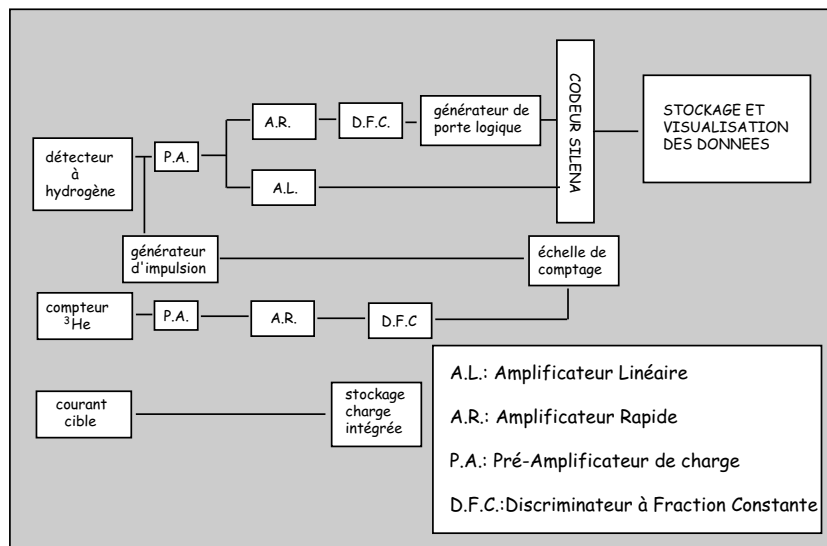 détecteur
à
hydrogène
P.A.
A.R.
D.F.C.
générateur de
porte logique
A.L.
CODEUR SILENA
STOCKAGE ET
VISUALISATION
DES DONNEES
générateur
d'impulsion
échelle de
comptage
compteur
³He
P.A.
A.R.
D.F.C
courant
cible
stockage
charge
intégrée
A.L.: Amplificateur Linéaire
A.R.: Amplificateur Rapide
P.A.: Pré-Amplificateur de charge
D.F.C.:Discriminateur à Fraction Constante